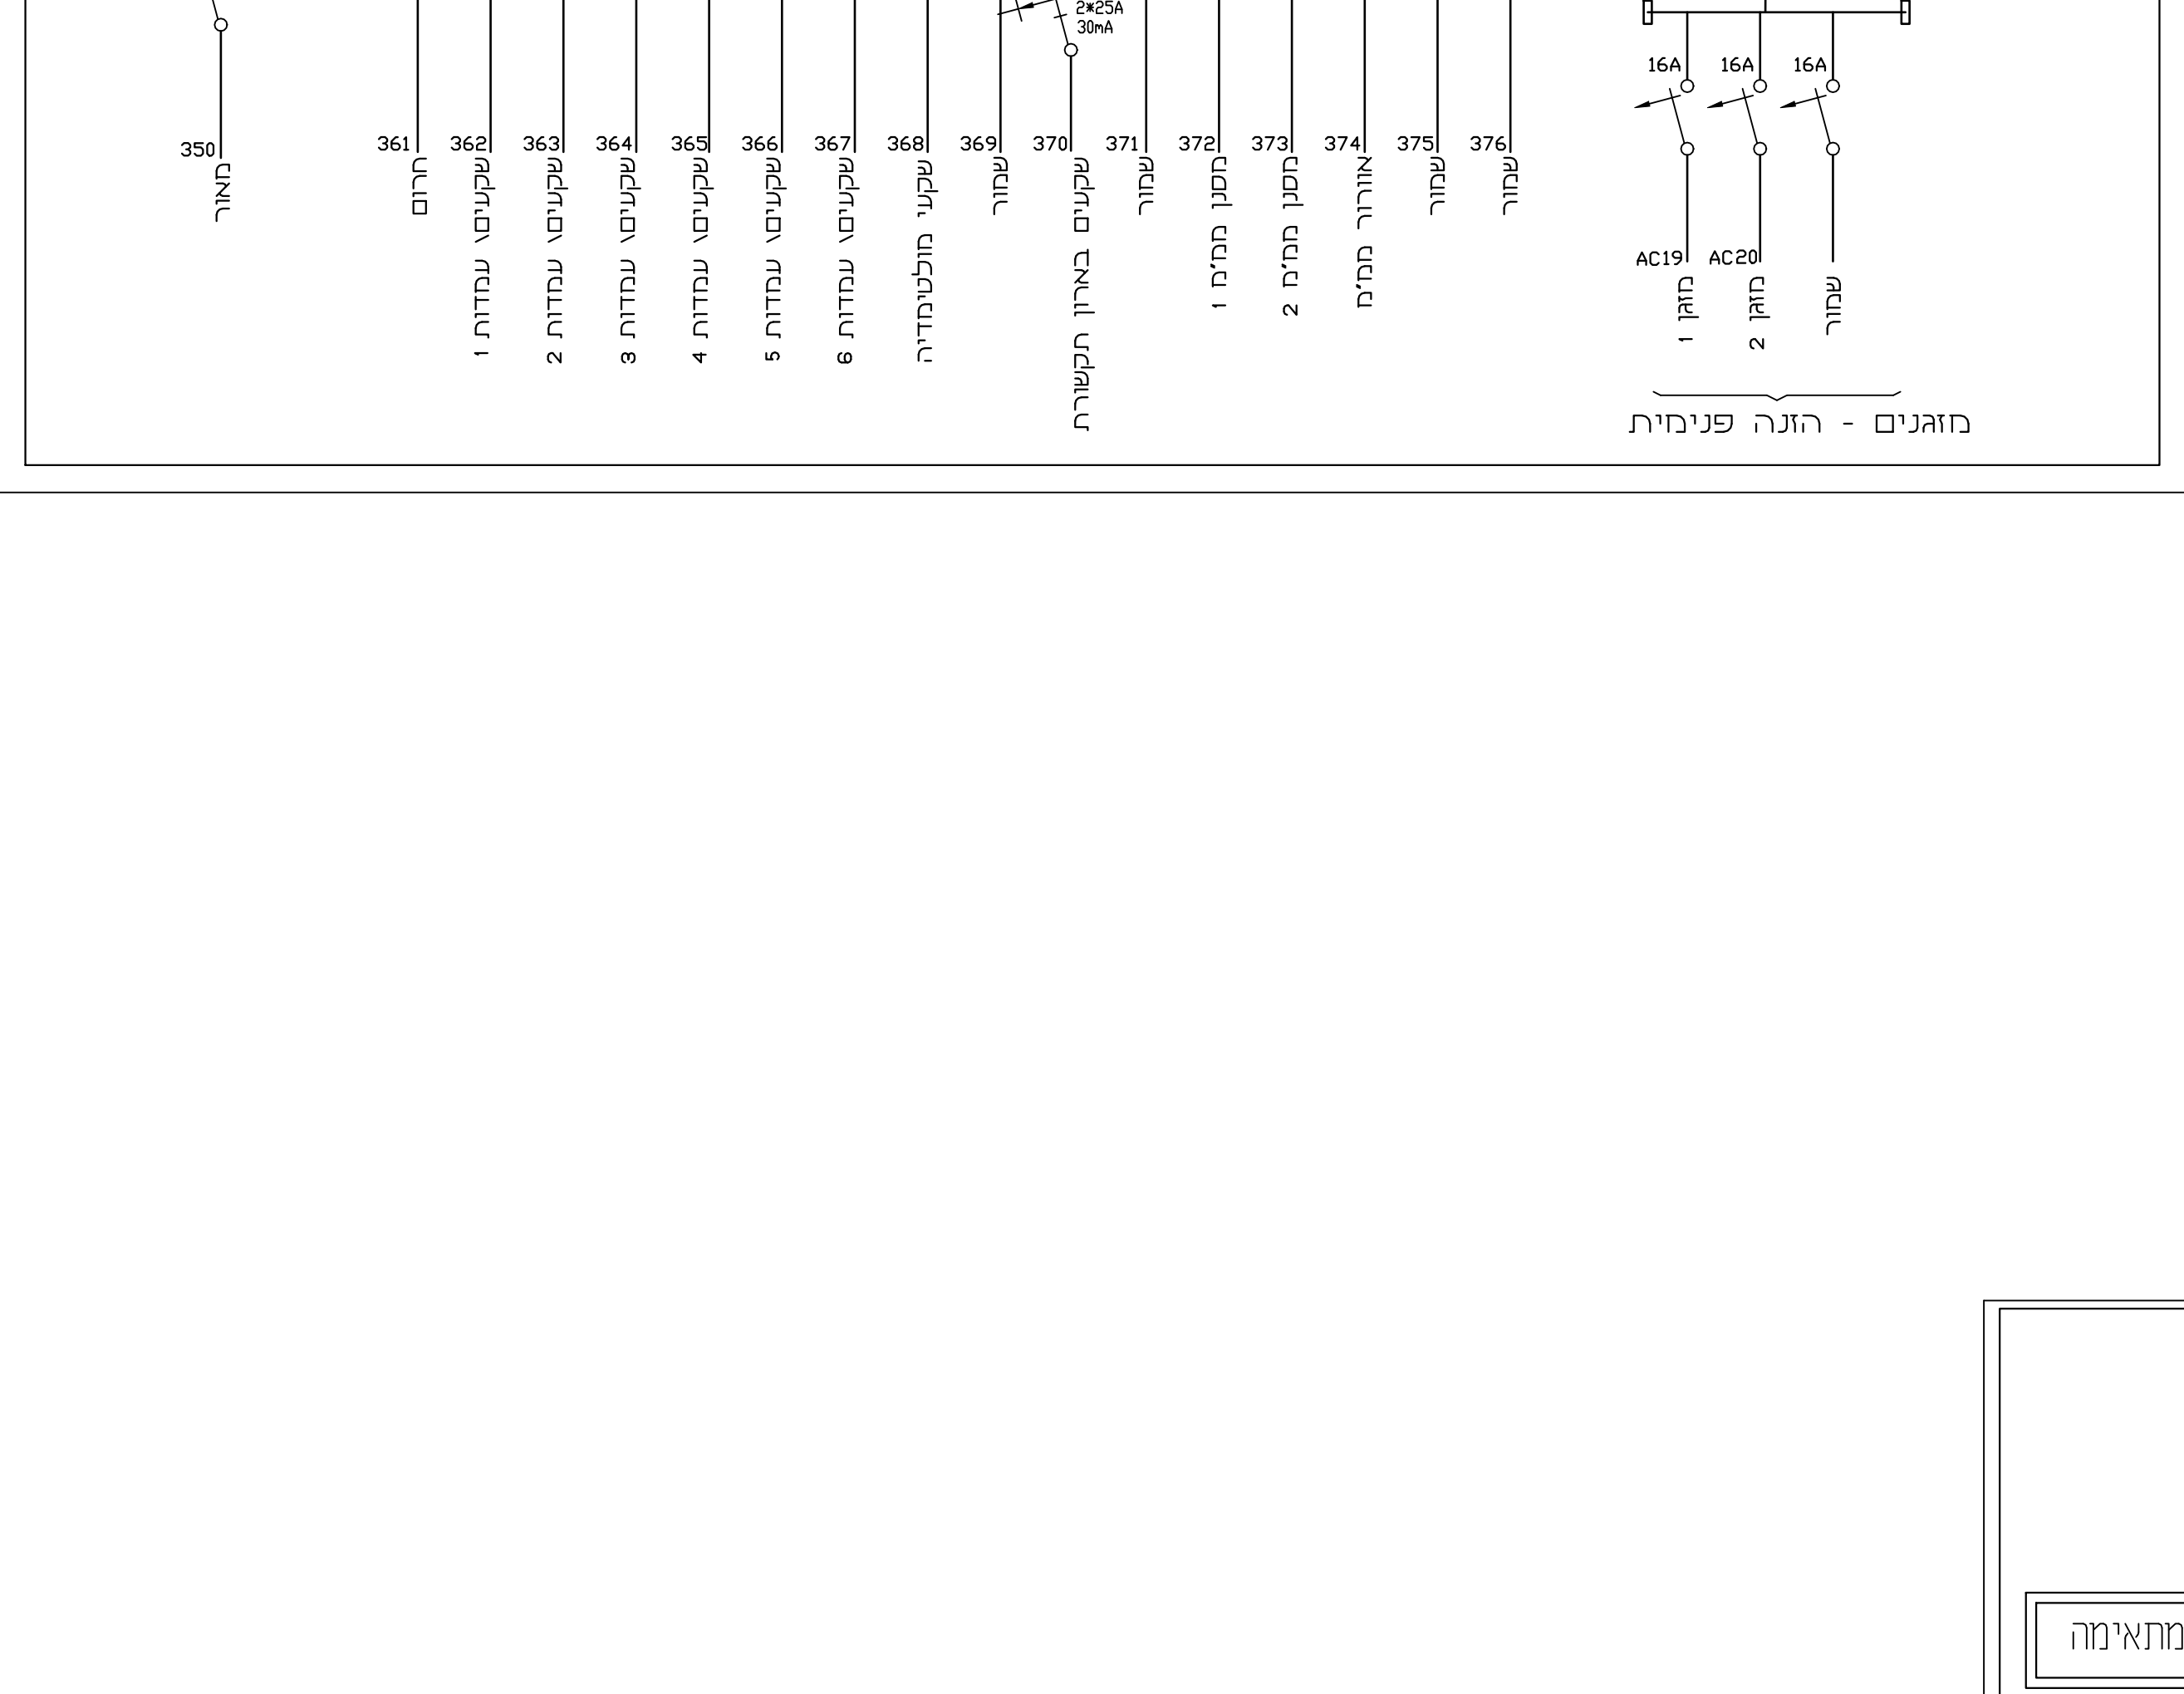 2*25A
30mA
16A
16A
16A
350
מאור
361
חרום
362
שקעים\ עמדות 1
363
שקעים\ עמדות 2
364
שקעים\ עמדות 3
365
שקעים\ עמדות 4
366
שקעים\ עמדות 5
367
שקעים\ עמדות 6
368
שקעי מולטימדיה
369
שמור
370
שקעים בארון תקשורת
371
שמור
372
מסנן ממ'מ 1
373
מסנן ממ'מ 2
374
אוורור ממ'מ
375
שמור
376
שמור
AC19
מזגן 1
AC20
מזגן 2
שמור
מזגנים - הזנה פנימית
מתאימה